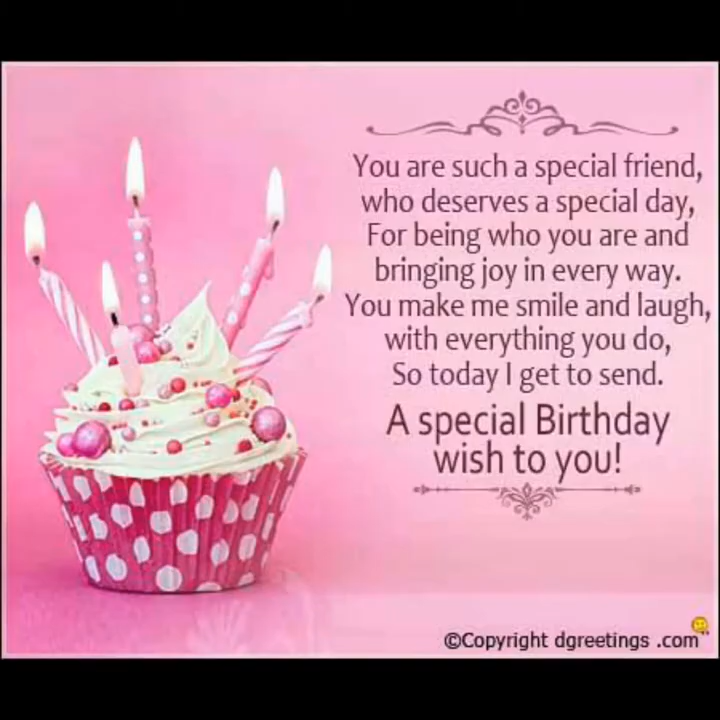 You are such a special friend,
who deserves a special day,
For being who you are and
bringing joy in every way.
You make me smile and laugh,
with everything you do,
So today I get to send.
A special Birthday
wish to you!
©Copyright dgreetings .com